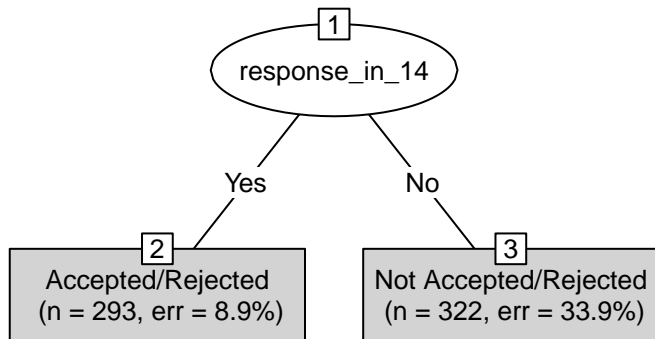 1
response_in_14
Yes
No
2
Accepted/Rejected
(n = 293, err = 8.9%)
3
Not Accepted/Rejected
(n = 322, err = 33.9%)